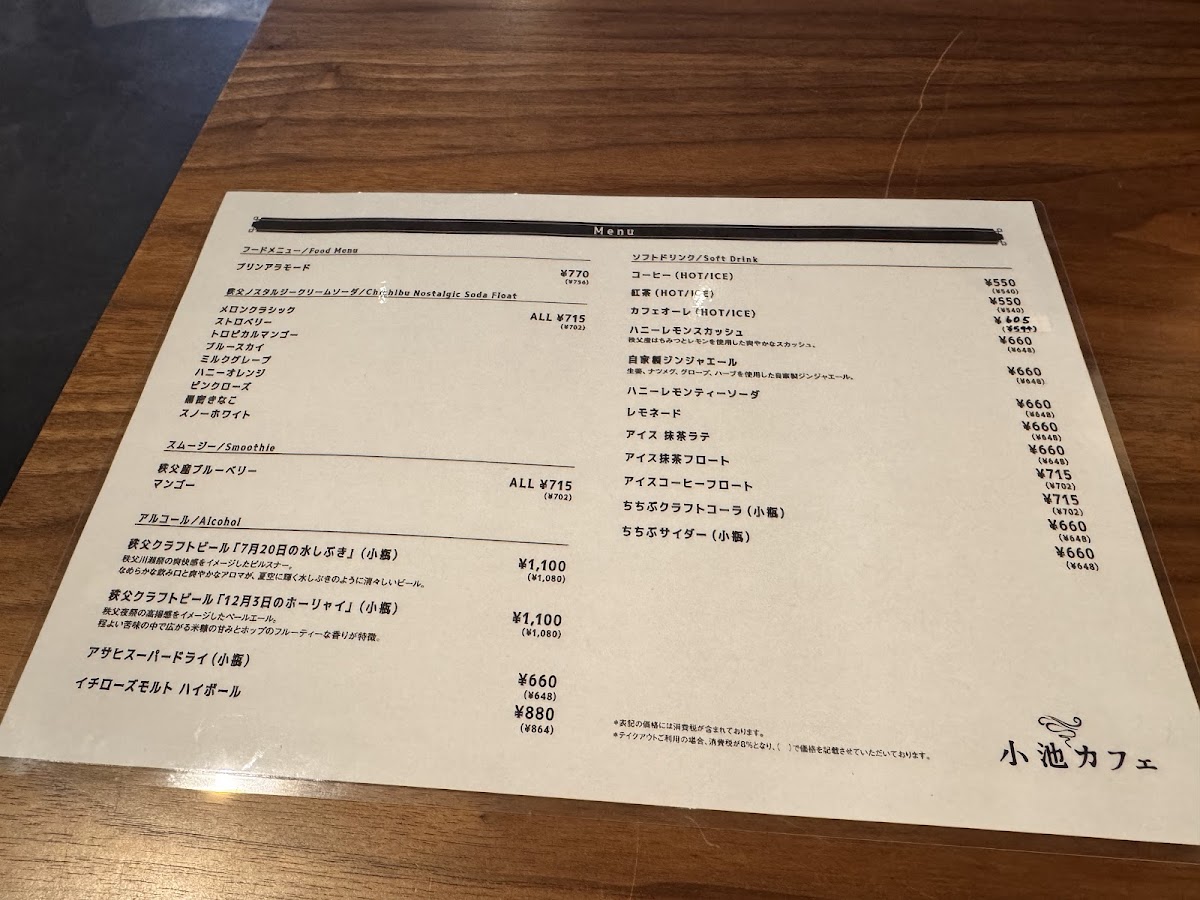 Menu
フードメニュー/Food Menu
プリンアラモード ¥770
(¥756)
秩父ノスタルジークリームソーダ/Chichibu Nostalgic Soda Float
メロンクラシック ALL ¥715
(¥702)
ストロベリー
トロピカルマンゴー
ブルースカイ
ミルクグレープ
ハニーオレンジ
ピンクローズ
黒蜜きなこ
スノーホワイト
スムージー/Smoothie
秩父産ブルーベリー
マンゴー ALL ¥715
(¥702)
アルコール/Alcohol
秩父クラフトビール「7月20日の水しぶき」（小瓶） ¥1,100
(¥1,080)
秩父川瀬祭の爽快感をイメージしたピルスナー。
なめらかな飲み口と爽やかなアロマが、夏空に輝く水しぶきのように清々しいビール。
秩父クラフトビール「12月3日のホーリャイ」（小瓶） ¥1,100
(¥1,080)
秩父夜祭の高揚感をイメージしたペールエール。
程よい苦味の中で広がる米糖の甘みとホップのフルーティーな香りが特徴。
アサヒスーパードライ（小瓶） ¥660
(¥648)
イチローズモルト ハイボール ¥880
(¥864)
ソフトドリンク/Soft Drink
コーヒー（HOT/ICE） ¥550
(¥540)
紅茶（HOT/ICE） ¥550
(¥540)
カフェオーレ（HOT/ICE） ¥605
(¥594)
ハニーレモンスカッシュ ¥660
(¥648)
秩父産はちみつとレモンを使用した爽やかなスカッシュ。
自家製ジンジャエール ¥660
(¥648)
生姜、ナツメグ、グローブ、ハーブを使用した自家製ジンジャエール。
ハニーレモンティーソーダ ¥660
(¥648)
レモネード ¥660
(¥648)
アイス 抹茶ラテ ¥660
(¥648)
アイス抹茶フロート ¥715
(¥702)
アイスコーヒーフロート ¥715
(¥702)
ちちぶクラフトコーラ（小瓶） ¥660
(¥648)
ちちぶサイダー（小瓶） ¥660
(¥648)
*表記の価格には消費税が含まれております。
*テイクアウトご利用の場合、消費税が8%となり、（ ）で価格を記載させていただいております。
小池カフェ